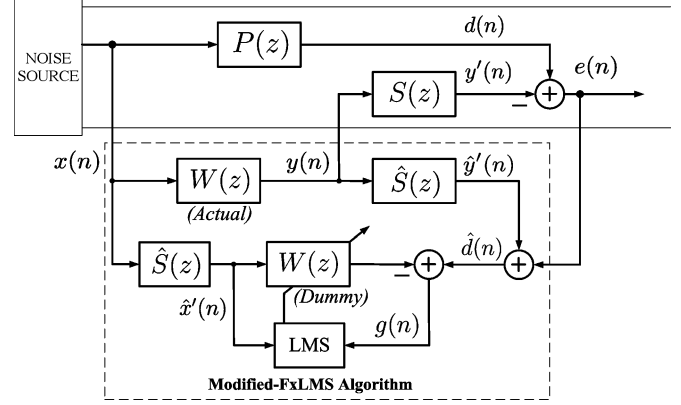 NOISE
SOURCE
P(z)
d(n)
e(n)
S(z)
y′(n)
+
−
x(n)
W(z)
(Actual)
y(n)
Ŝ(z)
ŷ′(n)
Ŝ(z)
x̂′(n)
W(z)
(Dummy)
−
+
d̂(n)
+
LMS
g(n)
Modified-FxLMS Algorithm